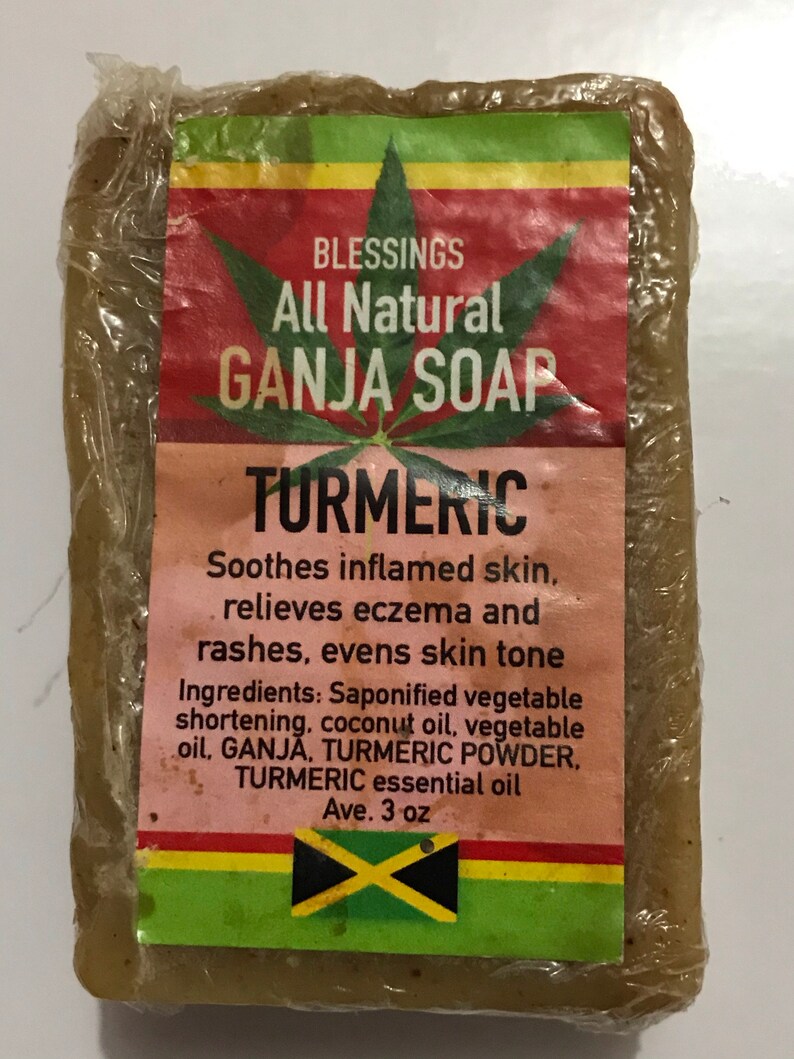 BLESSINGS
All Natural
GANJA SOAP
TURMERIC
Soothes inflamed skin,
relieves eczema and
rashes, evens skin tone
Ingredients: Saponified vegetable
shortening, coconut oil, vegetable
oil, GANJA, TURMERIC POWDER,
TURMERIC essential oil
Ave. 3 oz